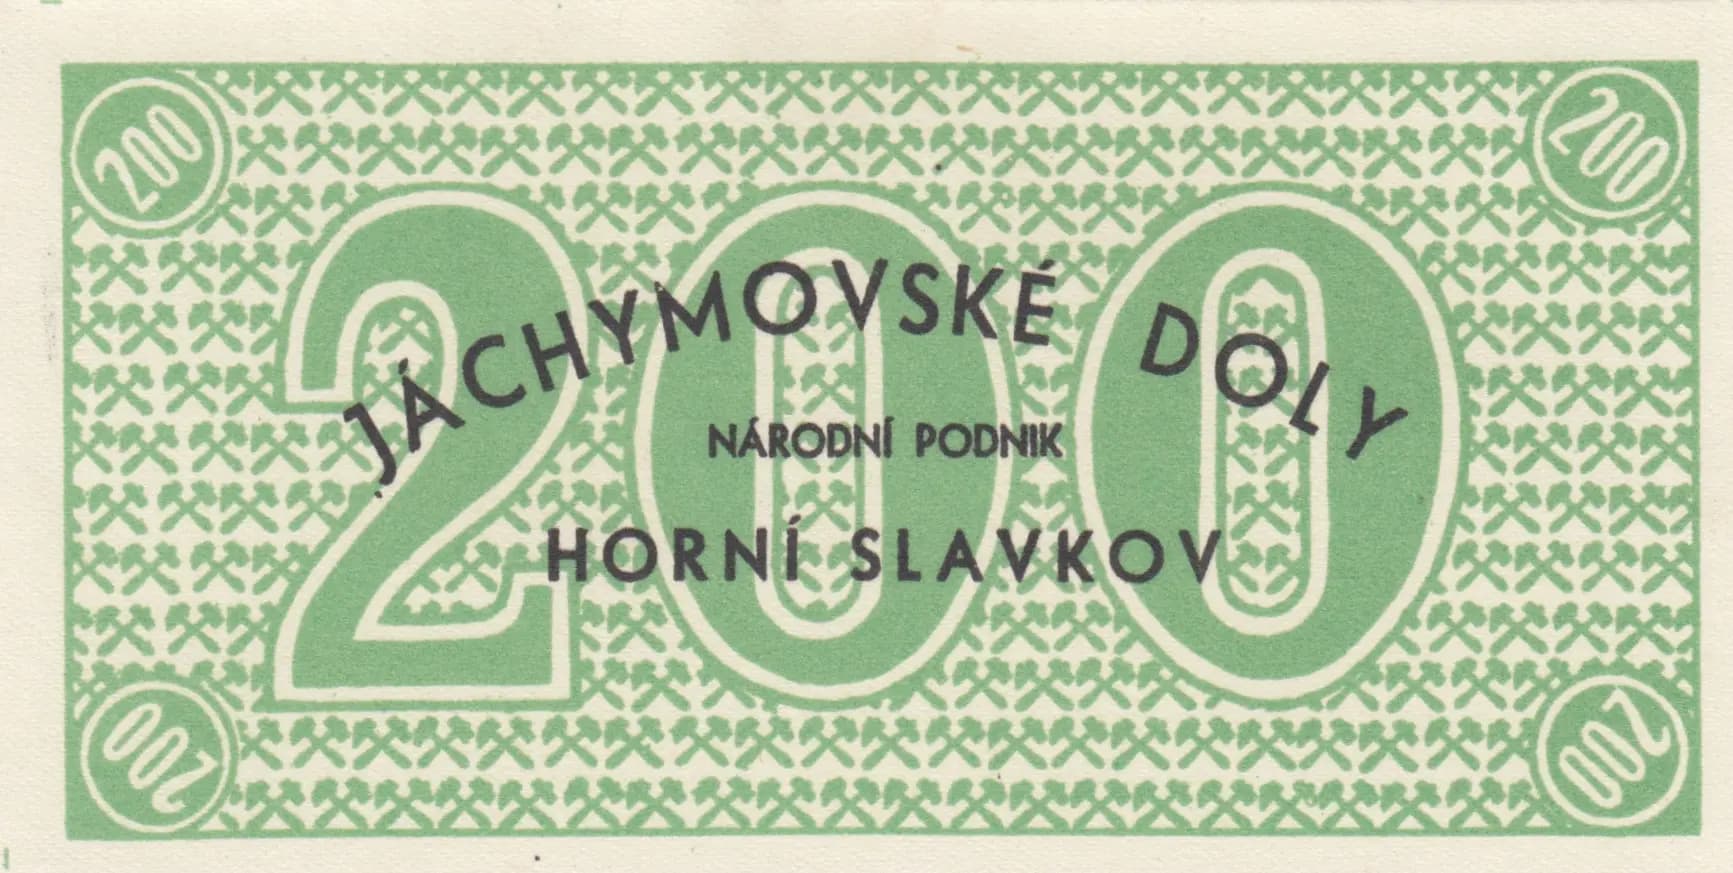 200 200
200
JÁCHYMOVSKÉ DOLY
NÁRODNÍ PODNIK
HORNÍ SLAVKOV
200 200